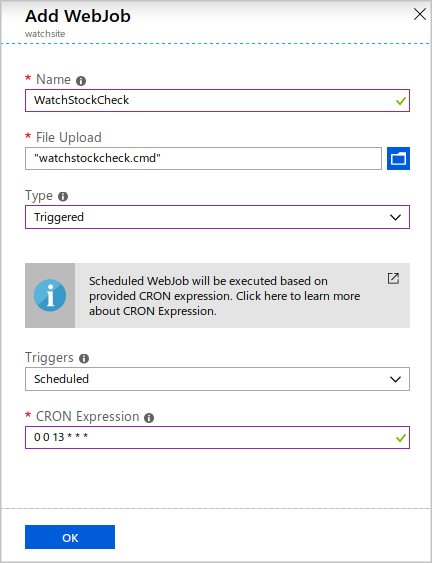 Add WebJob
watchsite
* Name
WatchStockCheck
* File Upload
"watchstockcheck.cmd"
Type
Triggered
Scheduled WebJob will be executed based on
provided CRON expression. Click here to learn more
about CRON Expression.
Triggers
Scheduled
* CRON Expression
0 0 13 * * *
OK